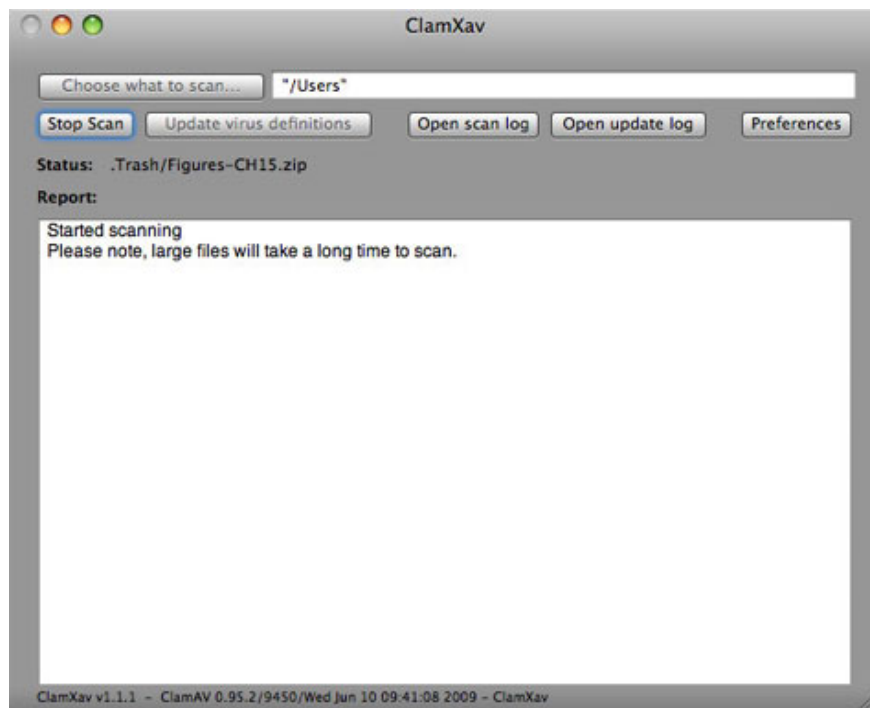 ClamXav
Choose what to scan... "/Users"
Stop Scan Update virus definitions Open scan log Open update log Preferences
Status: .Trash/Figures-CH15.zip
Report:
Started scanning
Please note, large files will take a long time to scan.
ClamXav v1.1.1 - ClamAV 0.95.2/9450/Wed Jun 10 09:41:08 2009 - ClamXav